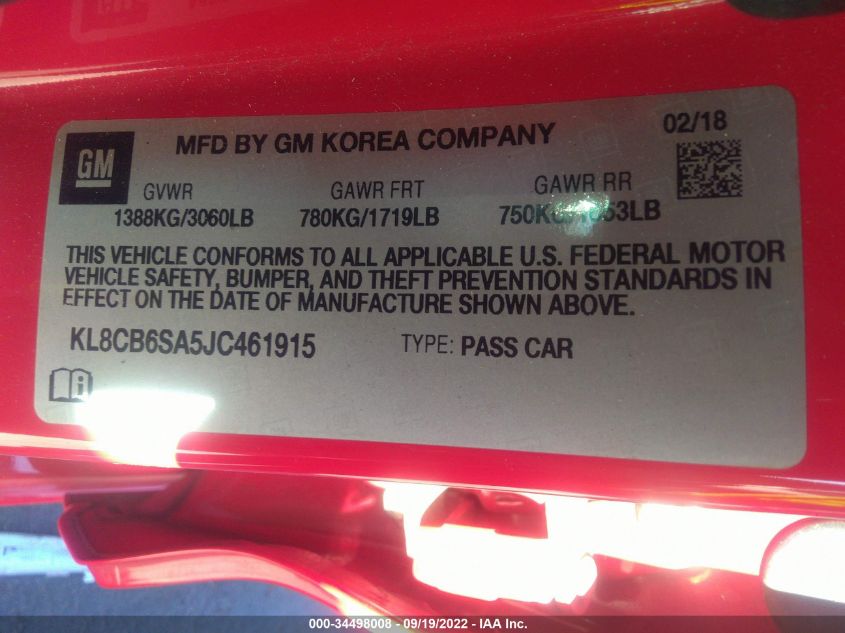 MFD BY GM KOREA COMPANY
02/18
GM
GVWR GAWR FRT GAWR RR
1388KG/3060LB 780KG/1719LB 750KG/1653LB
THIS VEHICLE CONFORMS TO ALL APPLICABLE U.S. FEDERAL MOTOR
VEHICLE SAFETY, BUMPER, AND THEFT PREVENTION STANDARDS IN
EFFECT ON THE DATE OF MANUFACTURE SHOWN ABOVE.
KL8CB6SA5JC461915 TYPE: PASS CAR
000-34498008 - 09/19/2022 - IAA Inc.